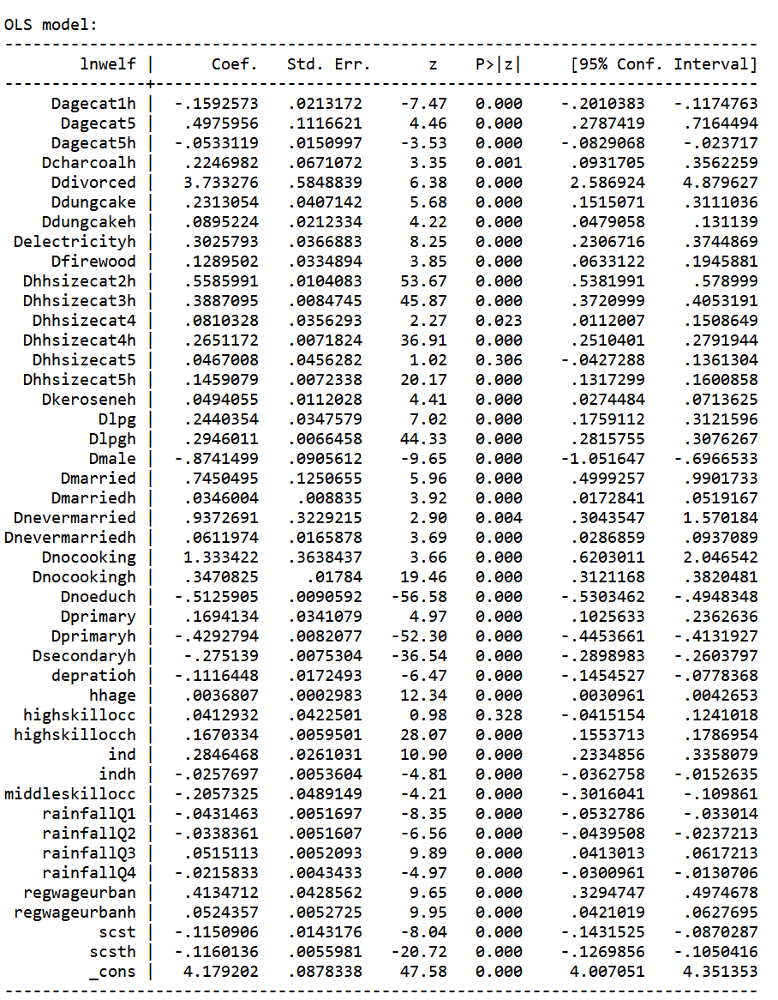 OLS model:
------------------------------------------------------------------------------
lnwelf | Coef. Std. Err. z P>|z| [95% Conf. Interval]
---------------+--------------------------------------------------------------
Dagecat1h | -.1592573 .0213172 -7.47 0.000 -.2010383 -.1174763
Dagecat5 | .4975956 .1116621 4.46 0.000 .2787419 .7164494
Dagecat5h | -.0533119 .0150997 -3.53 0.000 -.0829068 -.023717
Dcharcoalh | .2246982 .0671072 3.35 0.001 .0931705 .3562259
Ddivorced | 3.733276 .5848839 6.38 0.000 2.586924 4.879627
Ddungcake | .2313054 .0407142 5.68 0.000 .1515071 .3111036
Ddungcakeh | .0895224 .0212334 4.22 0.000 .0479058 .131139
Delectricityh | .3025793 .0366883 8.25 0.000 .2306716 .3744869
Dfirewood | .1289502 .0334894 3.85 0.000 .0633122 .1945881
Dhhsizecat2h | .5585991 .0104083 53.67 0.000 .5381991 .578999
Dhhsizecat3h | .3887095 .0084745 45.87 0.000 .3720999 .4053191
Dhhsizecat4 | .0810328 .0356293 2.27 0.023 .0112007 .1508649
Dhhsizecat4h | .2651172 .0071824 36.91 0.000 .2510401 .2791944
Dhhsizecat5 | .0467008 .0456282 1.02 0.306 -.0427288 .1361304
Dhhsizecat5h | .1459079 .0072338 20.17 0.000 .1317299 .1600858
Dkeroseneh | .0494055 .0112028 4.41 0.000 .0274484 .0713625
Dlpg | .2440354 .0347579 7.02 0.000 .1759112 .3121596
Dlpgh | .2946011 .0066458 44.33 0.000 .2815755 .3076267
Dmale | -.8741499 .0905612 -9.65 0.000 -1.051647 -.6966533
Dmarried | .7450495 .1250655 5.96 0.000 .4999257 .9901733
Dmarriedh | .0346004 .008835 3.92 0.000 .0172841 .0519167
Dnevermarried | .9372691 .3229215 2.90 0.004 .3043547 1.570184
Dnevermarriedh | .0611974 .0165878 3.69 0.000 .0286859 .0937089
Dnocooking | 1.333422 .3638437 3.66 0.000 .6203011 2.046542
Dnocookingh | .3470825 .01784 19.46 0.000 .3121168 .3820481
Dnoeduch | -.5125905 .0090592 -56.58 0.000 -.5303462 -.4948348
Dprimary | .1694134 .0341079 4.97 0.000 .1025633 .2362636
Dprimaryh | -.4292794 .0082077 -52.30 0.000 -.4453661 -.4131927
Dsecondaryh | -.275139 .0075304 -36.54 0.000 -.2898983 -.2603797
depratioh | -.1116448 .0172493 -6.47 0.000 -.1454527 -.0778368
hhage | .0036807 .0002983 12.34 0.000 .0030961 .0042653
highskillocc | .0412932 .0422501 0.98 0.328 -.0415154 .1241018
highskillocch | .1670334 .0059501 28.07 0.000 .1553713 .1786954
ind | .2846468 .0261031 10.90 0.000 .2334856 .3358079
indh | -.0257697 .0053604 -4.81 0.000 -.0362758 -.0152635
middleskillocc | -.2057325 .0489149 -4.21 0.000 -.3016041 -.109861
rainfallQ1 | -.0431463 .0051697 -8.35 0.000 -.0532786 -.033014
rainfallQ2 | -.0338361 .0051607 -6.56 0.000 -.0439508 -.0237213
rainfallQ3 | .0515113 .0052093 9.89 0.000 .0413013 .0617213
rainfallQ4 | -.0215833 .0043433 -4.97 0.000 -.0300961 -.0130706
regwageurban | .4134712 .0428562 9.65 0.000 .3294747 .4974678
regwageurbanh | .0524357 .0052725 9.95 0.000 .0421019 .0627695
scst | -.1150906 .0143176 -8.04 0.000 -.1431525 -.0870287
scsth | -.1160136 .0055981 -20.72 0.000 -.1269856 -.1050416
_cons | 4.179202 .0878338 47.58 0.000 4.007051 4.351353
------------------------------------------------------------------------------